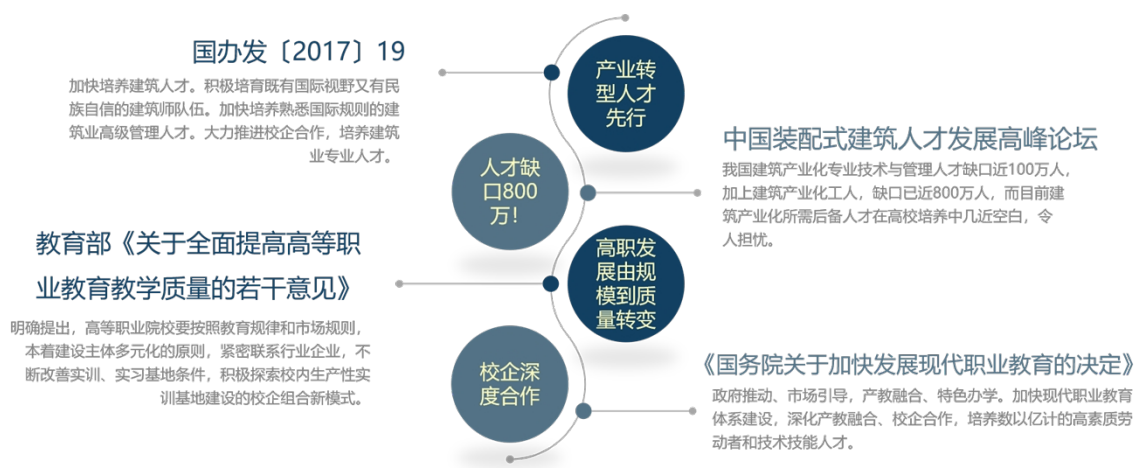 国办发〔2017〕19
加快培养建筑人才。积极培育既有国际视野又有民
族自信的建筑师队伍。加快培养熟悉国际规则的建
筑业高级管理人才。大力推进校企合作，培养建筑
业专业人才。
产业转
型人才
先行
中国装配式建筑人才发展高峰论坛
我国建筑产业化专业技术与管理人才缺口近100万人，
加上建筑产业化工人，缺口已近800万人，而目前建
筑产业化所需后备人才在高校培养中几近空白，令
人担忧。
人才缺
口800
万！
教育部《关于全面提高高等职
业教育教学质量的若干意见》
明确提出，高等职业院校要按照教育规律和市场规则，
本着建设主体多元化的原则，紧密联系行业企业，不
断改善实训、实习基地条件，积极探索校内生产性实
训基地建设的校企组合新模式。
高职发
展由规
模到质
量转变
《国务院关于加快发展现代职业教育的决定》
政府推动、市场引导，产教融合、特色办学。加快现代职业教育
体系建设，深化产教融合、校企合作，培养数以亿计的高素质劳
动者和技术技能人才。
校企深
度合作